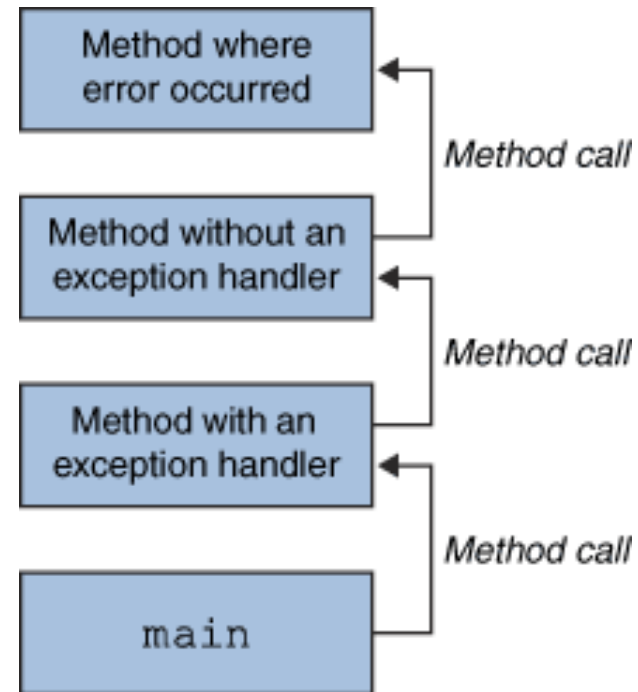 Method where
error occurred
Method call
Method without an
exception handler
Method call
Method with an
exception handler
Method call
main